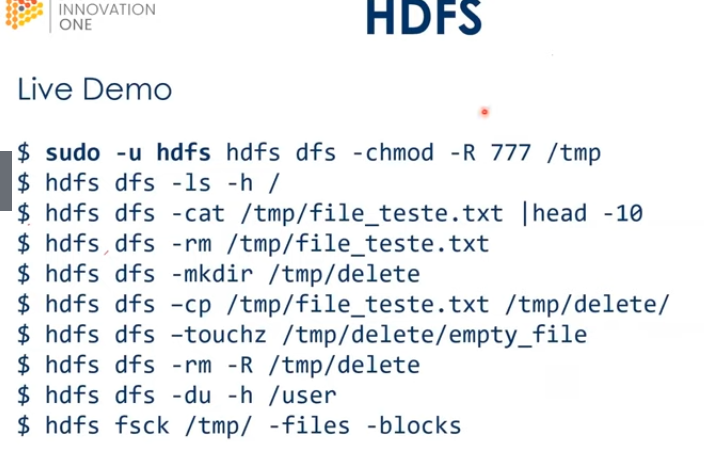 INNOVATION
ONE
HDFS
Live Demo
$ sudo -u hdfs hdfs dfs -chmod -R 777 /tmp
$ hdfs dfs -ls -h /
$ hdfs dfs -cat /tmp/file_teste.txt |head -10
$ hdfs dfs -rm /tmp/file_teste.txt
$ hdfs dfs -mkdir /tmp/delete
$ hdfs dfs –cp /tmp/file_teste.txt /tmp/delete/
$ hdfs dfs –touchz /tmp/delete/empty_file
$ hdfs dfs -rm -R /tmp/delete
$ hdfs dfs -du -h /user
$ hdfs fsck /tmp/ -files -blocks